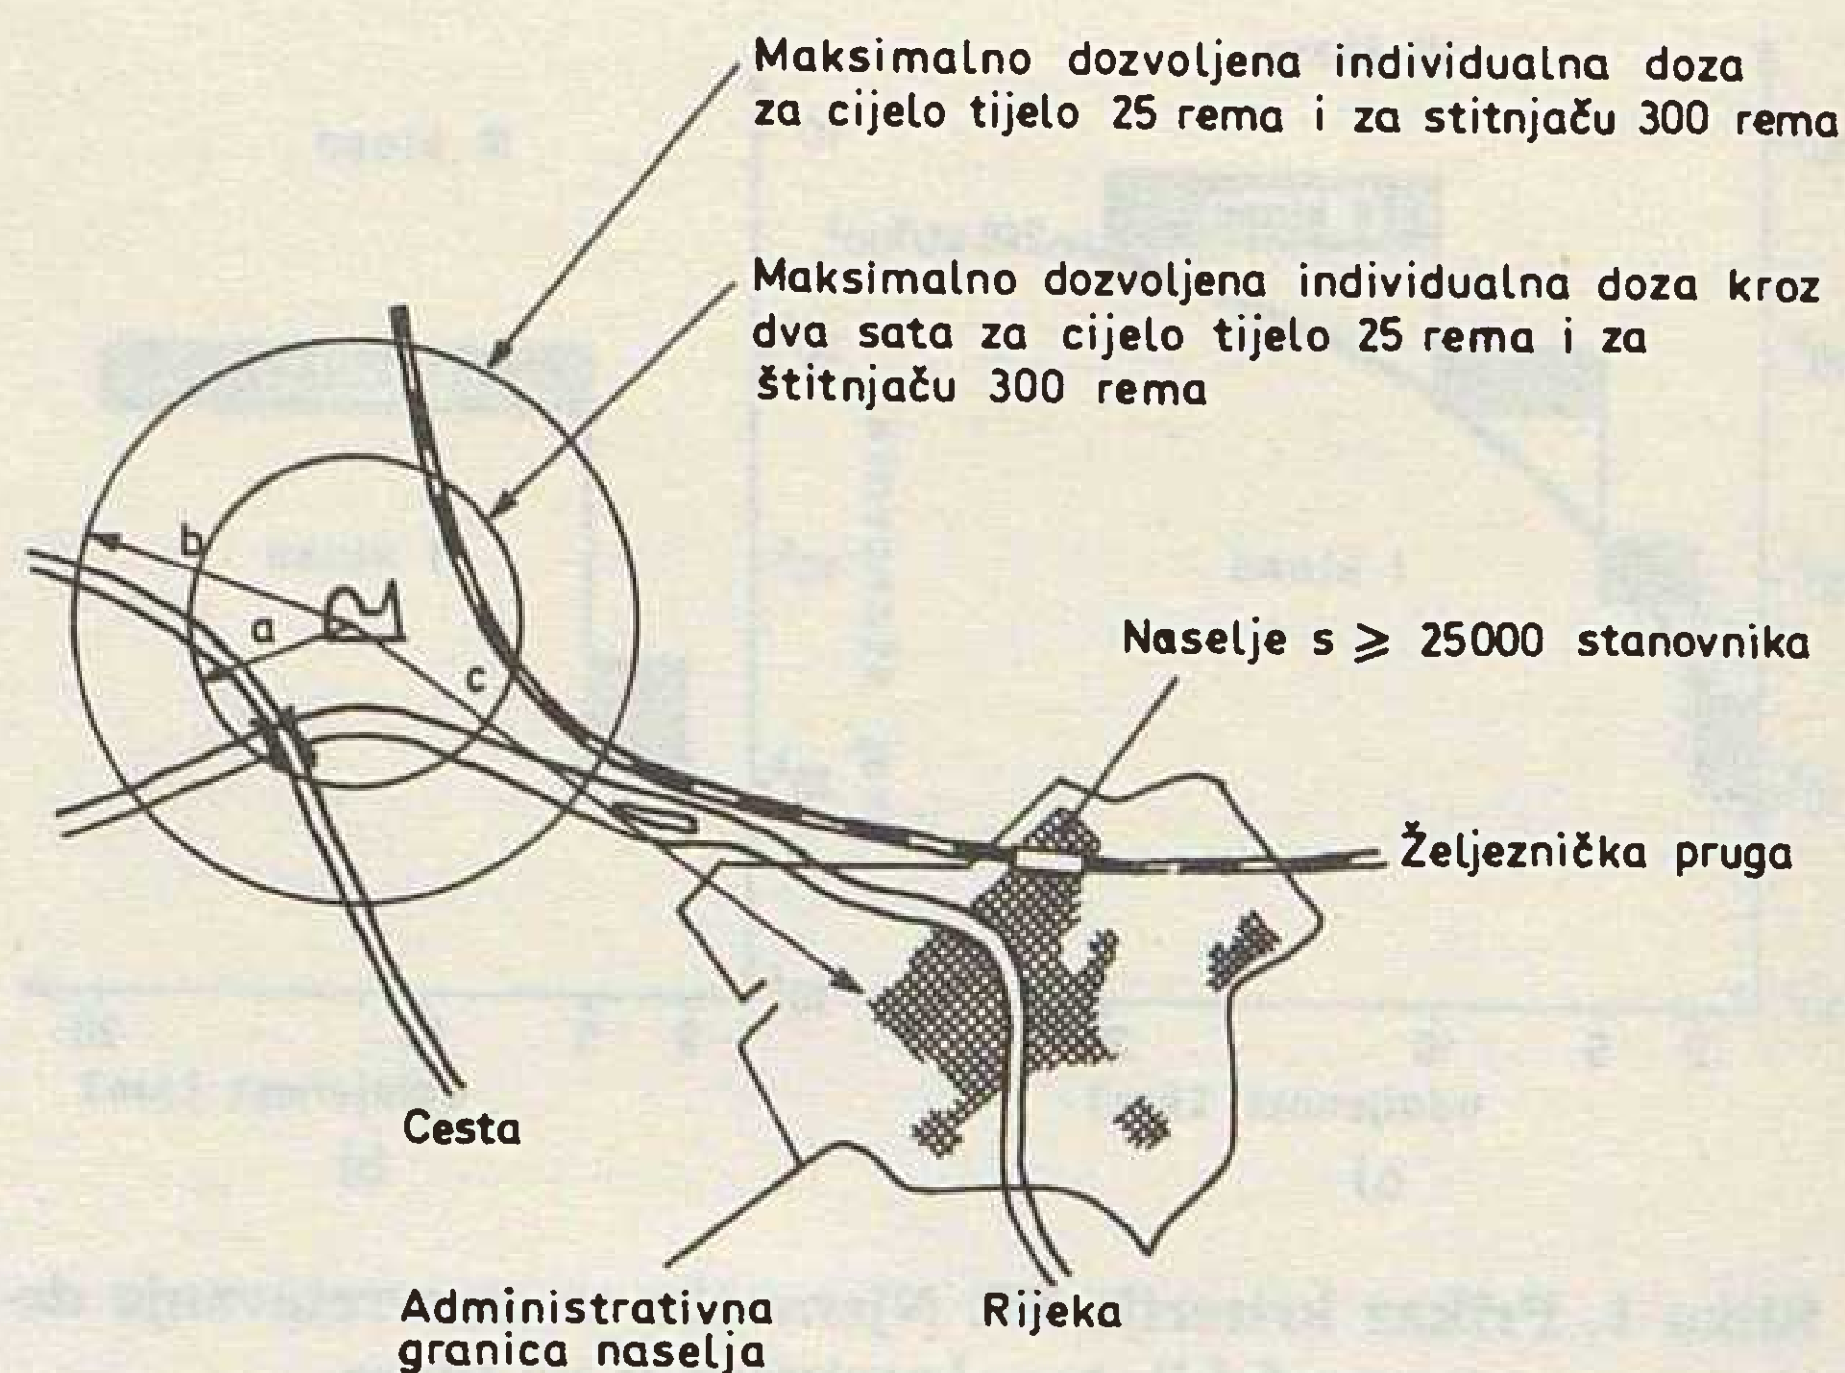 Maksimalno dozvoljena individualna doza
za cijelo tijelo 25 rema i za stitnjaču 300 rema
Maksimalno dozvoljena individualna doza kroz
dva sata za cijelo tijelo 25 rema i za
štitnjaču 300 rema
b
a
c
Naselje s ⩾ 25000 stanovnika
Željeznička pruga
Cesta
Administrativna
granica naselja
Rijeka